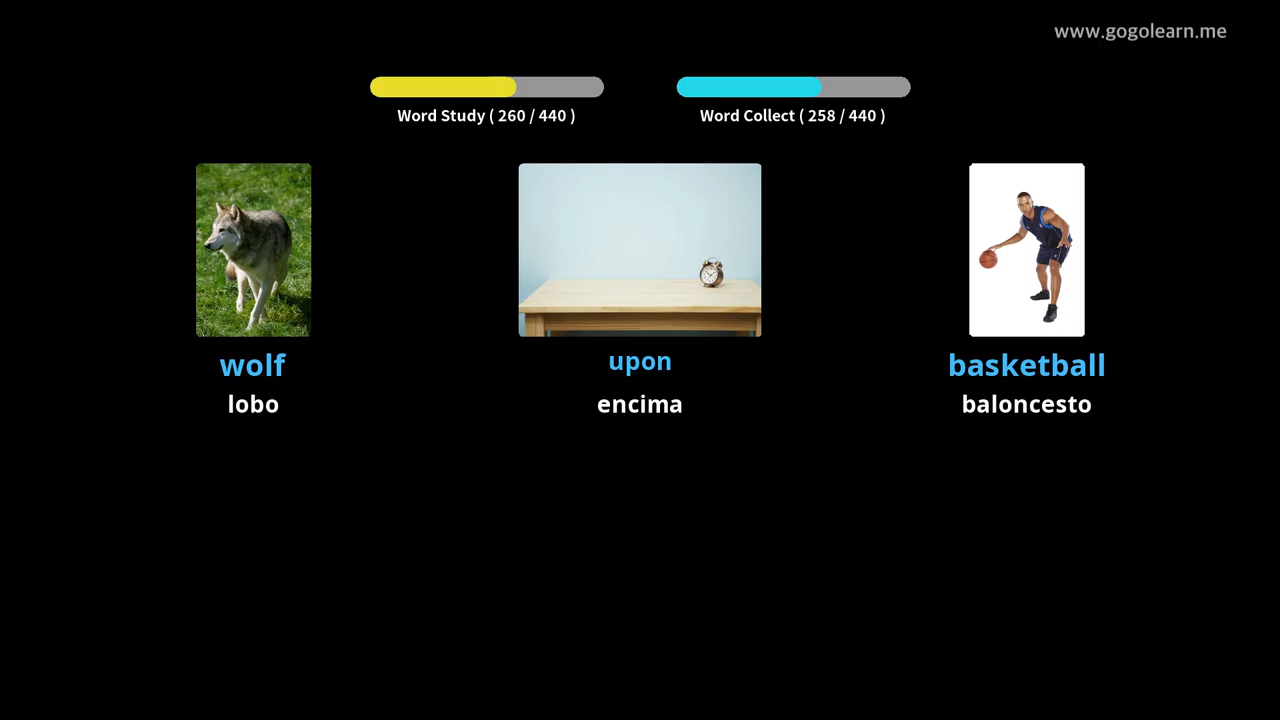 www.gogolearn.me
Word Study ( 260 / 440 )
Word Collect ( 258 / 440 )
wolf
upon
basketball
lobo
encima
baloncesto